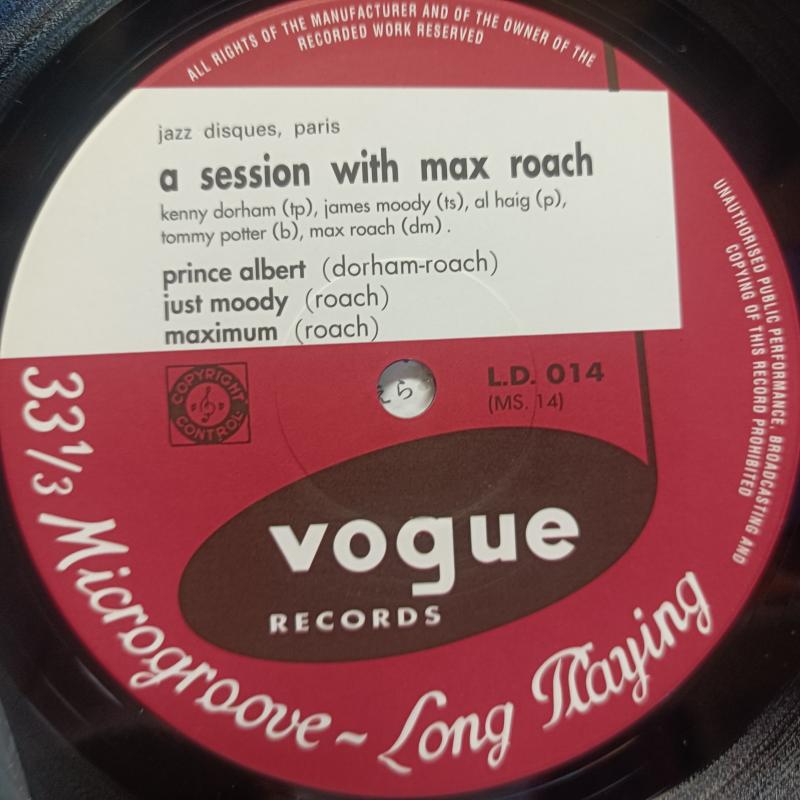 ALL RIGHTS OF THE MANUFACTURER AND OF THE OWNER OF THE
RECORDED WORK RESERVED
jazz disques, paris
a session with max roach
kenny dorham (tp), james moody (ts), al haig (p),
tommy potter (b), max roach (dm).
prince albert (dorham-roach)
just moody (roach)
maximum (roach)
UNAUTHORISED PUBLIC PERFORMANCE, BROADCASTING AND
COPYING OF THIS RECORD PROHIBITED
COPYRIGHT
CONTROL
L.D. 014
(MS. 14)
vogue
RECORDS
33 1/3 Microgroove ~ Long Playing